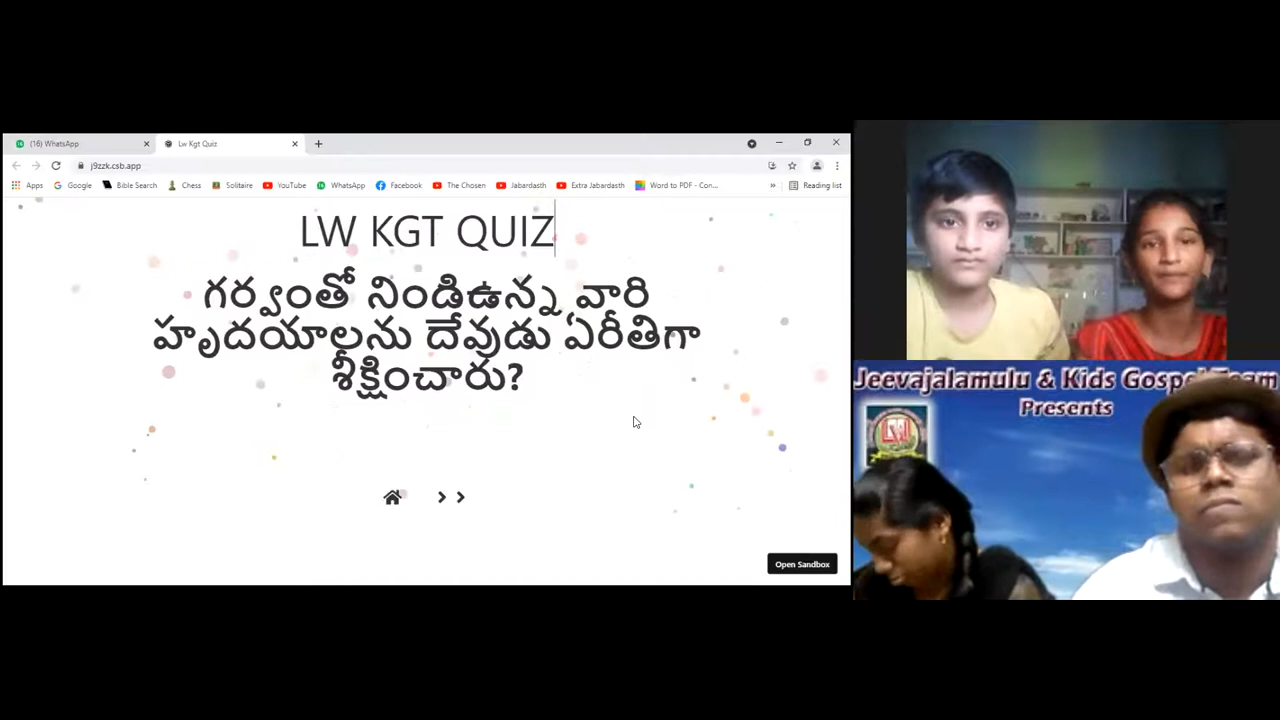 (16) WhatsApp
Lw Kgt Quiz
j9zzk.csb.app
Apps Google Bible Search Chess Solitaire YouTube WhatsApp Facebook The Chosen Jabardasth Extra Jabardasth Word to PDF - Con... » Reading list
LW KGT QUIZ
గర్వంతో నిండిఉన్న వారి
హృదయాలను దేవుడు ఏరీతిగా
శీక్షించారు?
Open Sandbox
Jeevajalamulu & Kids Gospel Team
Presents
LW